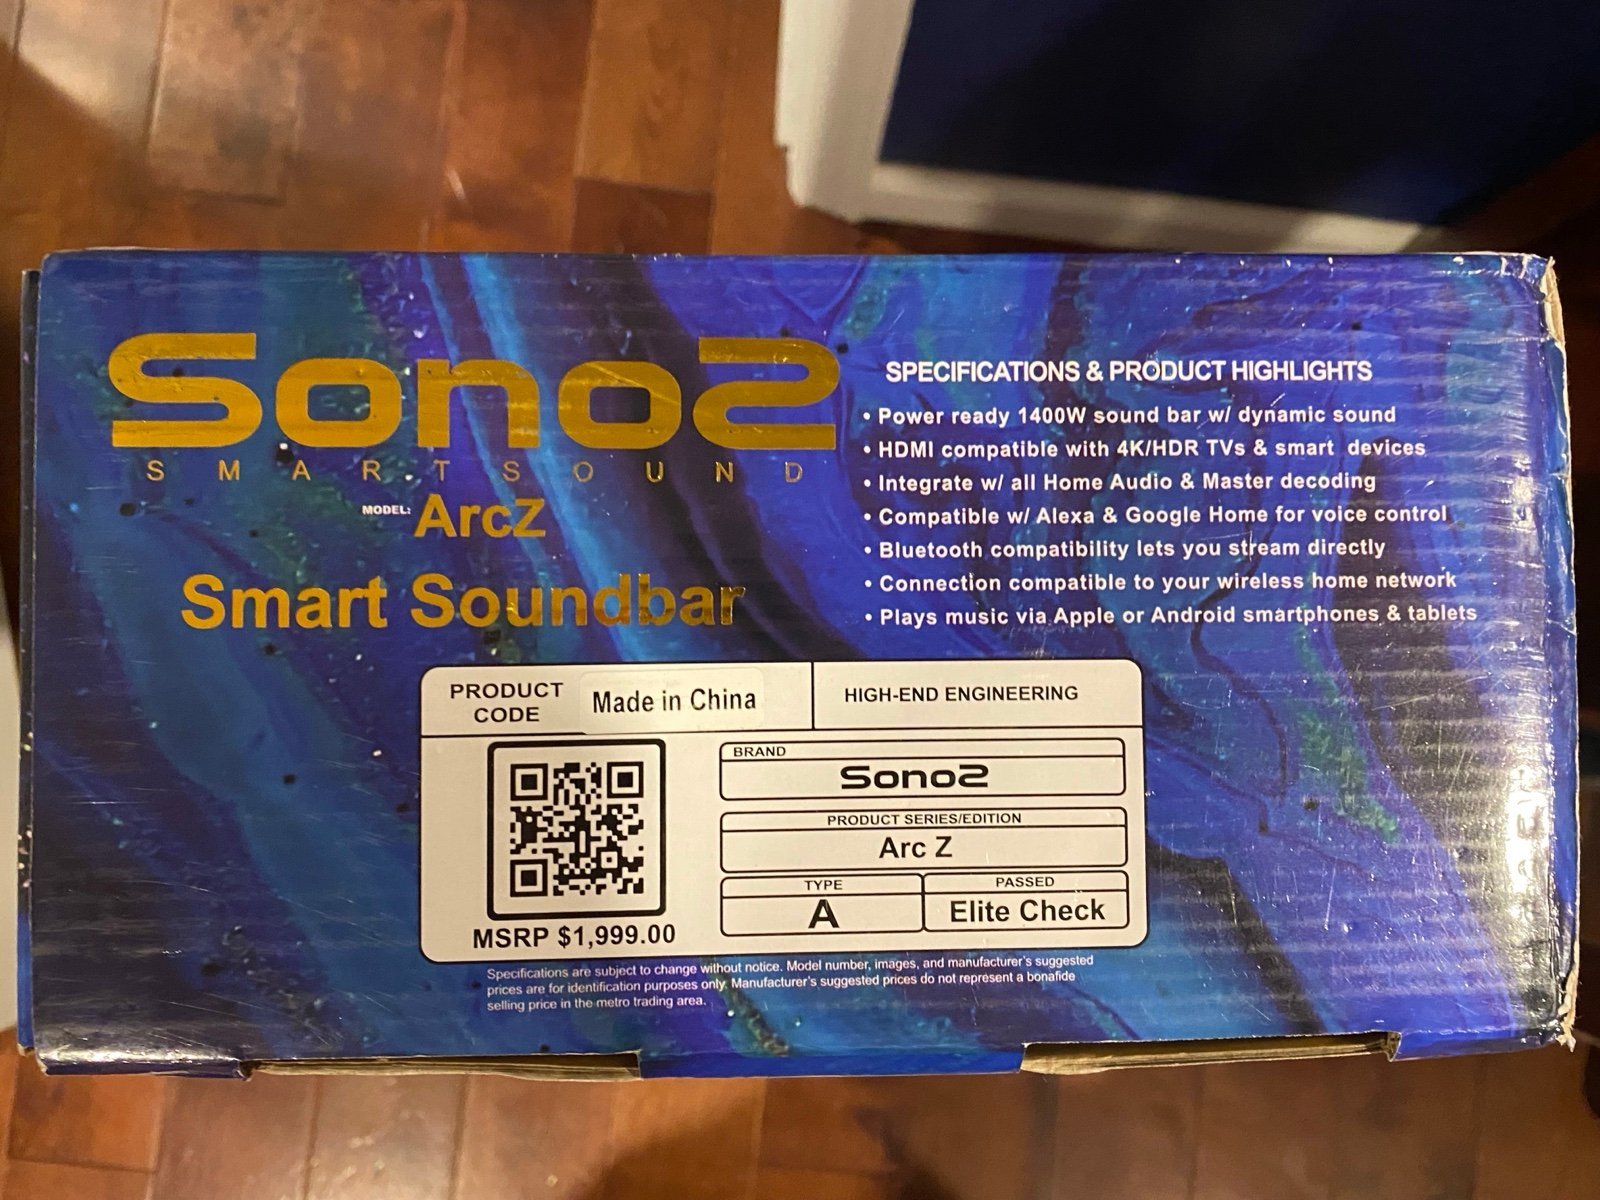 Sono2
SMARTSOUND
MODEL: ArcZ
Smart Soundbar
SPECIFICATIONS & PRODUCT HIGHLIGHTS
• Power ready 1400W sound bar w/ dynamic sound
• HDMI compatible with 4K/HDR TVs & smart devices
• Integrate w/ all Home Audio & Master decoding
• Compatible w/ Alexa & Google Home for voice control
• Bluetooth compatibility lets you stream directly
• Connection compatible to your wireless home network
• Plays music via Apple or Android smartphones & tablets
PRODUCT
CODE
Made in China
HIGH-END ENGINEERING
MSRP $1,999.00
BRAND
Sono2
PRODUCT SERIES/EDITION
Arc Z
TYPE
A
PASSED
Elite Check
Specifications are subject to change without notice. Model number, images, and manufacturer's suggested
prices are for identification purposes only. Manufacturer's suggested prices do not represent a bonafide
selling price in the metro trading area.